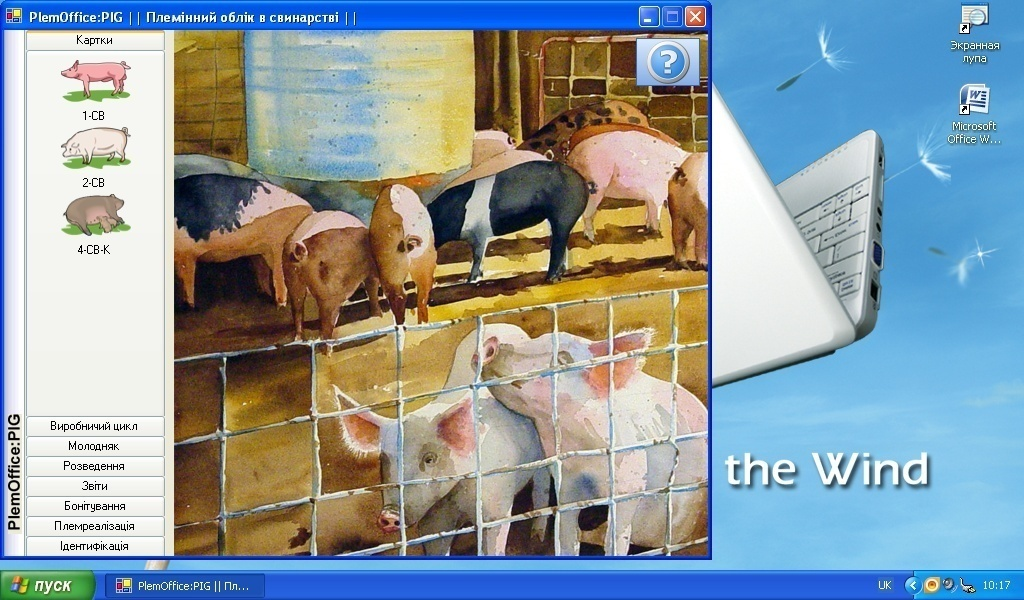 PlemOffice:PIG || Племінний облік в свинарстві ||
Картки
1-СВ
2-СВ
4-СВ-К
Виробничий цикл
Молодняк
Розведення
Звіти
Бонітування
Племреалізація
Ідентифікація
PlemOffice:PIG
?
Экранная
лупа
Microsoft
Office W...
the Wind
пуск
PlemOffice:PIG || Пл...
UK
10:17